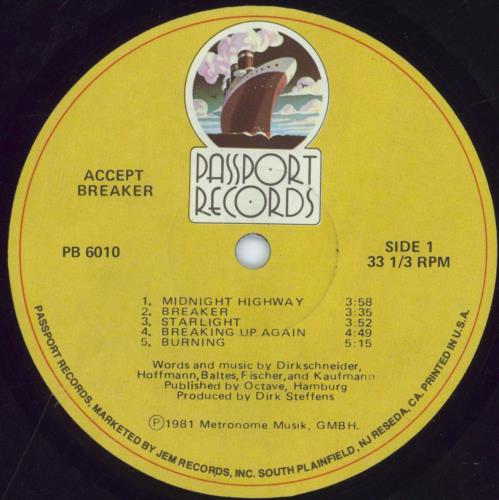 PASSPORT
RECORDS
ACCEPT
BREAKER
PB 6010
SIDE 1
33 1/3 RPM
1. MIDNIGHT HIGHWAY 3:58
2. BREAKER 3:35
3. STARLIGHT 3:52
4. BREAKING UP AGAIN 4:49
5. BURNING 5:15
Words and music by Dirkschneider,
Hoffmann, Baltes, Fischer, and Kaufmann
Published by Octave, Hamburg
Produced by Dirk Steffens
Ⓟ1981 Metronome Musik, GMBH.
PASSPORT RECORDS, MARKETED BY JEM RECORDS, INC. SOUTH PLAINFIELD, NJ RESEDA, CA. PRINTED IN U.S.A.